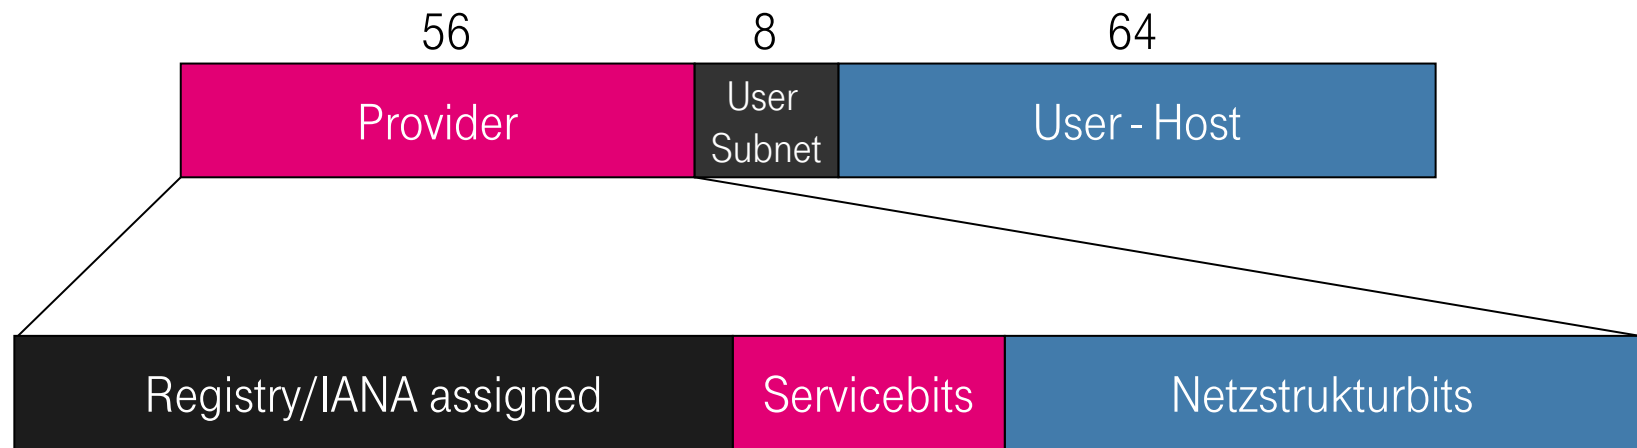 56 8 64
Provider
User
Subnet
User - Host
Registry/IANA assigned Servicebits Netzstrukturbits